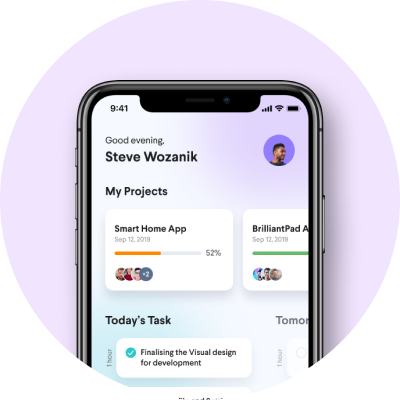 9:41
Good evening,
Steve Wozanik
My Projects
Smart Home App
Sep 12, 2019
52%
+2
BrilliantPad A
Sep 12, 2019
Today's Task
Tomor
1 hour
Finalising the Visual design
for development
1 hour